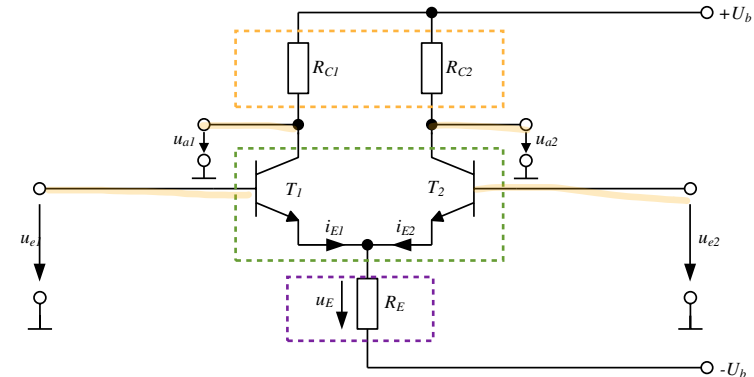 +U_b
R_C1 R_C2
u_a1 u_a2
T_1 T_2
i_E1 i_E2
u_e1 u_e2
u_E R_E
-U_b